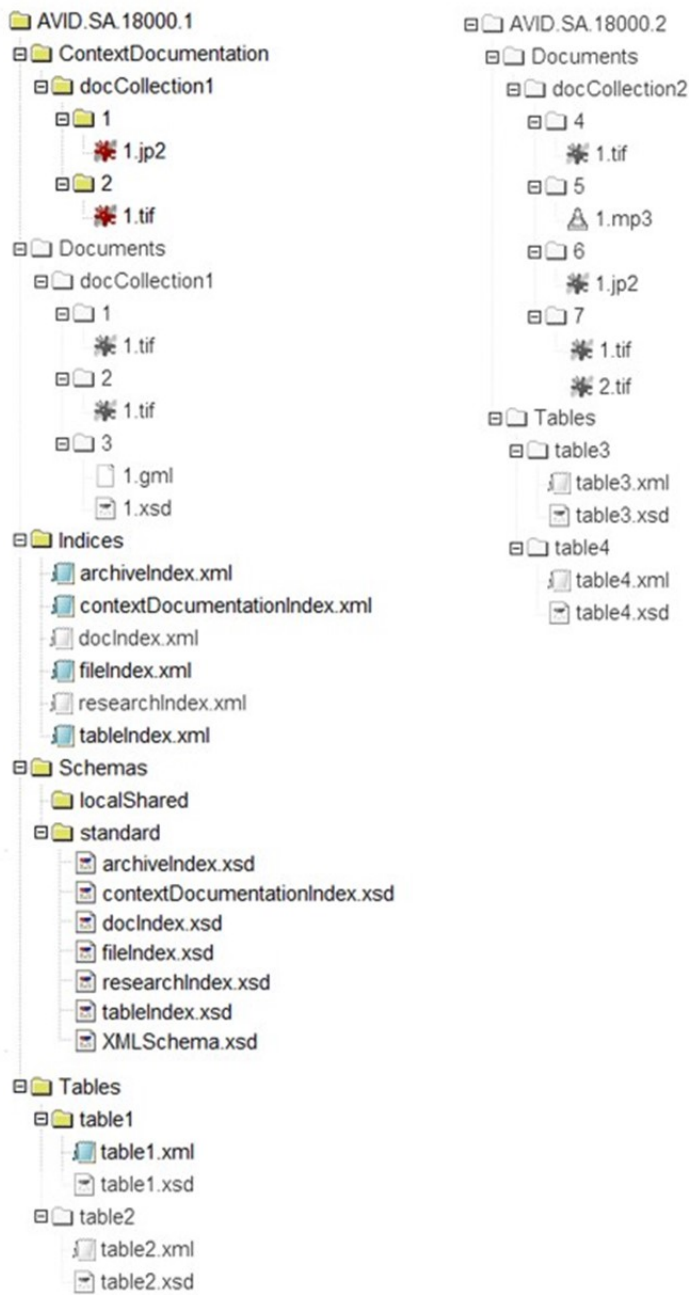 AVID.SA.18000.1
ContextDocumentation
docCollection1
1
1.jp2
2
1.tif
Documents
docCollection1
1
1.tif
2
1.tif
3
1.gml
1.xsd
Indices
archiveIndex.xml
contextDocumentationIndex.xml
docIndex.xml
fileIndex.xml
researchIndex.xml
tableIndex.xml
Schemas
localShared
standard
archiveIndex.xsd
contextDocumentationIndex.xsd
docIndex.xsd
fileIndex.xsd
researchIndex.xsd
tableIndex.xsd
XMLSchema.xsd
Tables
table1
table1.xml
table1.xsd
table2
table2.xml
table2.xsd
AVID.SA.18000.2
Documents
docCollection2
4
1.tif
5
1.mp3
6
1.jp2
7
1.tif
2.tif
Tables
table3
table3.xml
table3.xsd
table4
table4.xml
table4.xsd